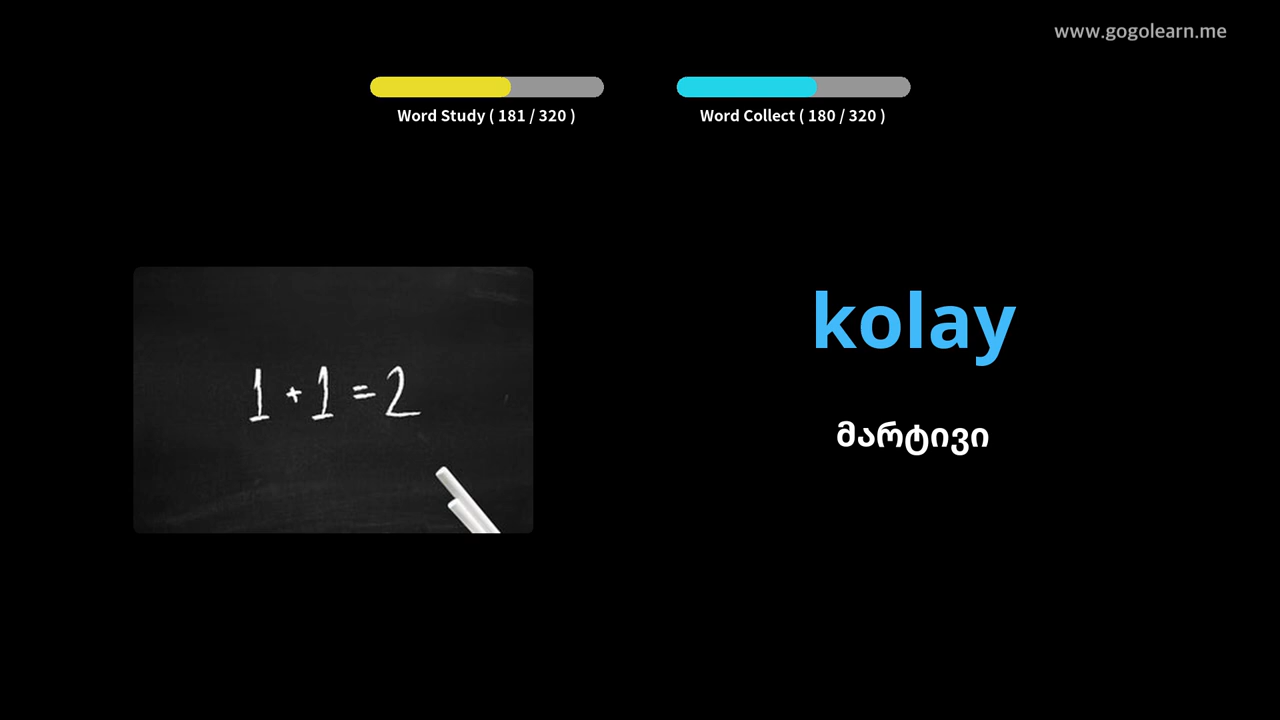 www.gogolearn.me
Word Study ( 181 / 320 )
Word Collect ( 180 / 320 )
1 + 1 = 2
kolay
მარტივი